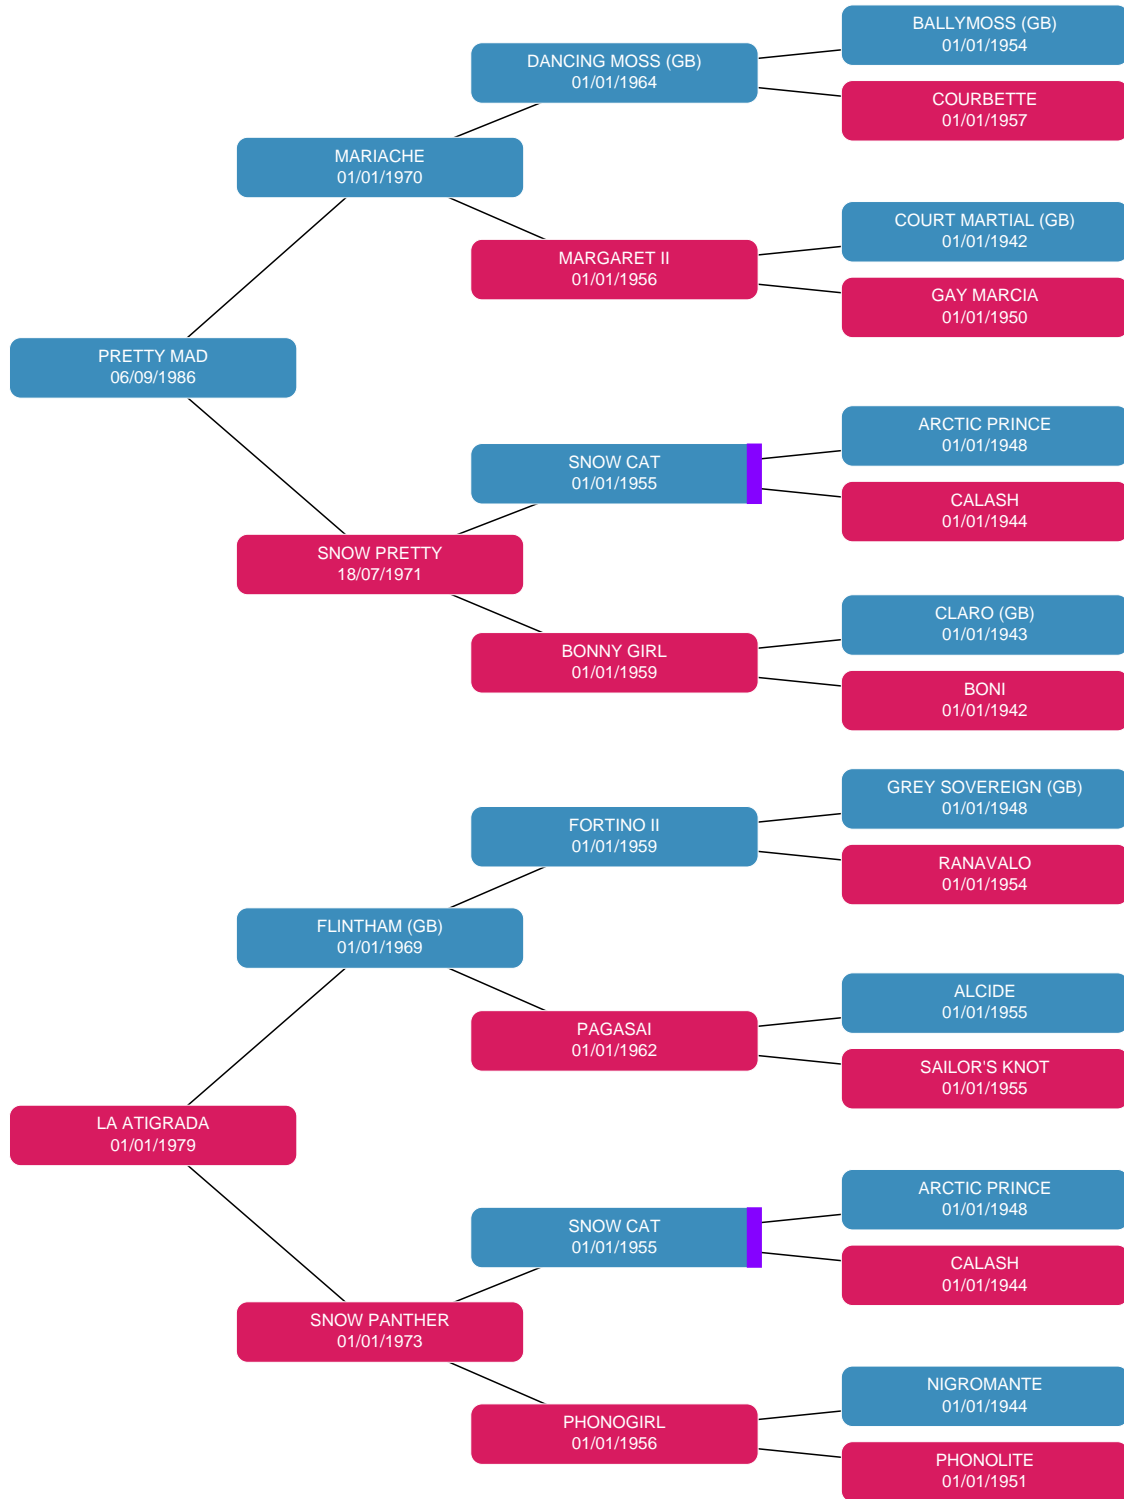 BALLYMOSS (GB)
01/01/1954
DANCING MOSS (GB)
01/01/1964
COURBETTE
01/01/1957
MARIACHE
01/01/1970
COURT MARTIAL (GB)
01/01/1942
MARGARET II
01/01/1956
GAY MARCIA
01/01/1950
PRETTY MAD
06/09/1986
ARCTIC PRINCE
01/01/1948
SNOW CAT
01/01/1955
CALASH
01/01/1944
SNOW PRETTY
18/07/1971
CLARO (GB)
01/01/1943
BONNY GIRL
01/01/1959
BONI
01/01/1942
GREY SOVEREIGN (GB)
01/01/1948
FORTINO II
01/01/1959
RANAVALO
01/01/1954
FLINTHAM (GB)
01/01/1969
ALCIDE
01/01/1955
PAGASAI
01/01/1962
SAILOR'S KNOT
01/01/1955
LA ATIGRADA
01/01/1979
ARCTIC PRINCE
01/01/1948
SNOW CAT
01/01/1955
CALASH
01/01/1944
SNOW PANTHER
01/01/1973
NIGROMANTE
01/01/1944
PHONOGIRL
01/01/1956
PHONOLITE
01/01/1951